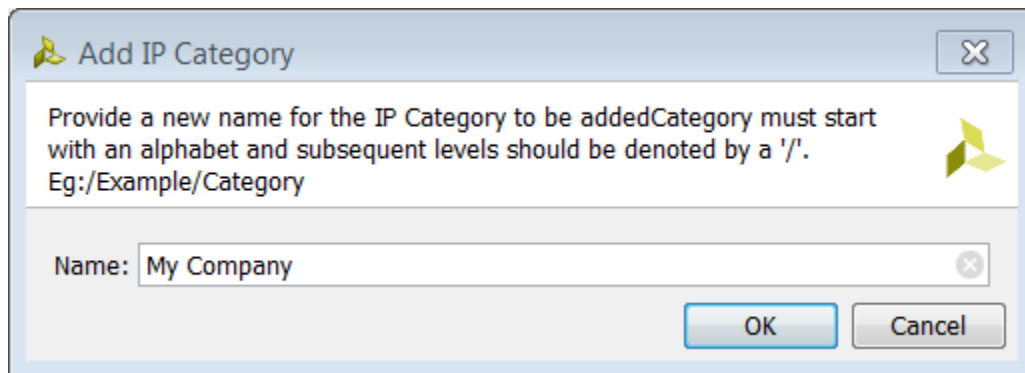 Add IP Category
Provide a new name for the IP Category to be addedCategory must start
with an alphabet and subsequent levels should be denoted by a '/'.
Eg:/Example/Category
Name: My Company
OK Cancel